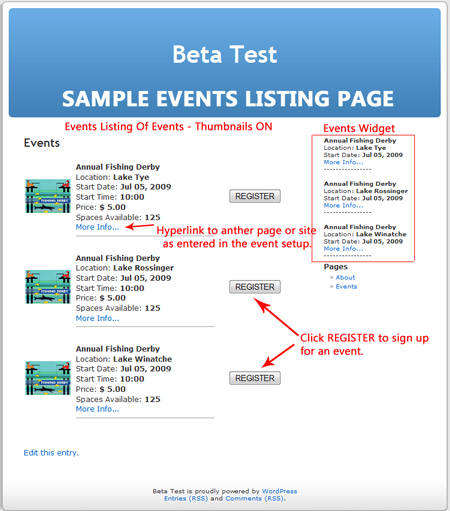 Beta Test
SAMPLE EVENTS LISTING PAGE
Events Listing Of Events - Thumbnails ON
Events
Annual Fishing Derby
Location: Lake Tye
Start Date: Jul 05, 2009
Start Time: 10:00
Price: $ 5.00
Spaces Available: 125
More Info...
REGISTER
FISHING DERBY
Hyperlink to anther page or site
as entered in the event setup.
Annual Fishing Derby
Location: Lake Rossinger
Start Date: Jul 05, 2009
Start Time: 10:00
Price: $ 5.00
Spaces Available: 125
More Info...
REGISTER
FISHING DERBY
Click REGISTER to sign up
for an event.
Annual Fishing Derby
Location: Lake Winatche
Start Date: Jul 05, 2009
Start Time: 10:00
Price: $ 5.00
Spaces Available: 125
More Info...
REGISTER
FISHING DERBY
Edit this entry.
Events Widget
Annual Fishing Derby
Location: Lake Tye
Start Date: Jul 05, 2009
More Info...
----------------
Annual Fishing Derby
Location: Lake Rossinger
Start Date: Jul 05, 2009
More Info...
----------------
Annual Fishing Derby
Location: Lake Winatche
Start Date: Jul 05, 2009
More Info...
----------------
Pages
About
Events
Beta Test is proudly powered by WordPress
Entries (RSS) and Comments (RSS).